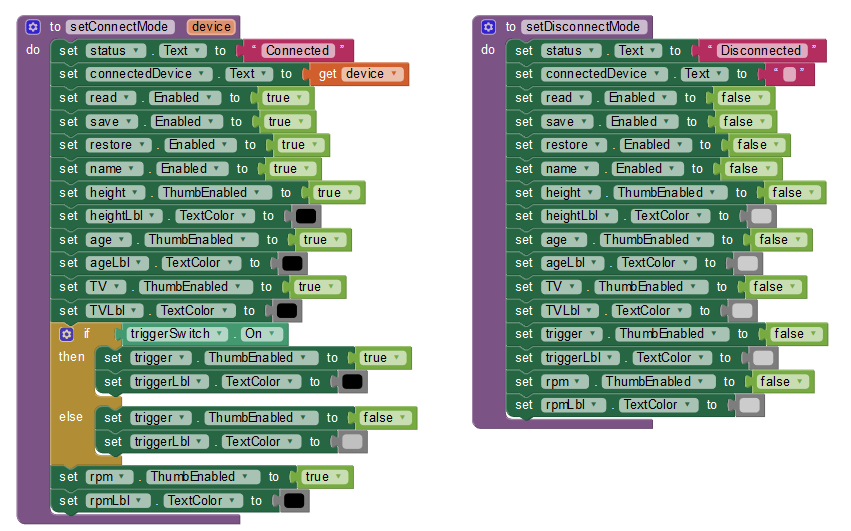 to setConnectMode device
do set status . Text to “ Connected ”
set connectedDevice . Text to get device
set read . Enabled to true
set save . Enabled to true
set restore . Enabled to true
set name . Enabled to true
set height . ThumbEnabled to true
set heightLbl . TextColor to
set age . ThumbEnabled to true
set ageLbl . TextColor to
set TV . ThumbEnabled to true
set TVLbl . TextColor to
if triggerSwitch . On
then set trigger . ThumbEnabled to true
set triggerLbl . TextColor to
else set trigger . ThumbEnabled to false
set triggerLbl . TextColor to
set rpm . ThumbEnabled to true
set rpmLbl . TextColor to
to setDisconnectMode
do set status . Text to “ Disconnected ”
set connectedDevice . Text to “ ”
set read . Enabled to false
set save . Enabled to false
set restore . Enabled to false
set name . Enabled to false
set height . ThumbEnabled to false
set heightLbl . TextColor to
set age . ThumbEnabled to false
set ageLbl . TextColor to
set TV . ThumbEnabled to false
set TVLbl . TextColor to
set trigger . ThumbEnabled to false
set triggerLbl . TextColor to
set rpm . ThumbEnabled to false
set rpmLbl . TextColor to